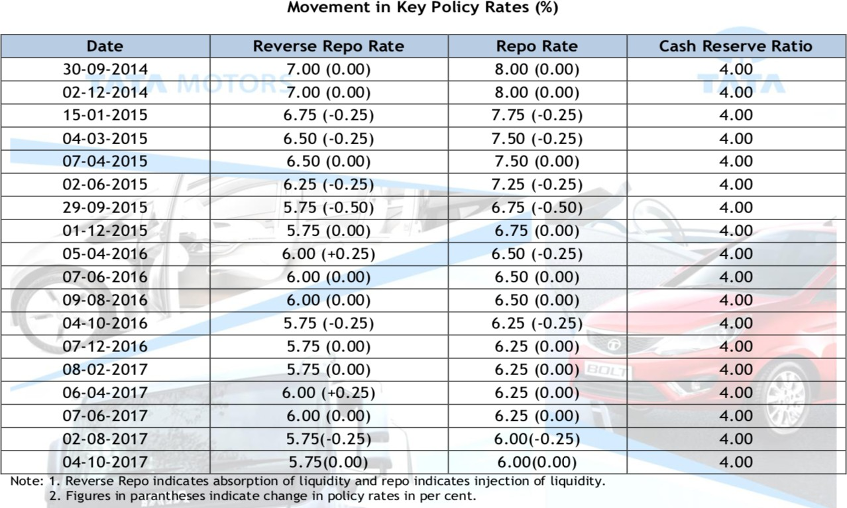 Movement in Key Policy Rates (%)
Date Reverse Repo Rate Repo Rate Cash Reserve Ratio
30-09-2014 7.00 (0.00) 8.00 (0.00) 4.00
02-12-2014 7.00 (0.00) 8.00 (0.00) 4.00
15-01-2015 6.75 (-0.25) 7.75 (-0.25) 4.00
04-03-2015 6.50 (-0.25) 7.50 (-0.25) 4.00
07-04-2015 6.50 (0.00) 7.50 (0.00) 4.00
02-06-2015 6.25 (-0.25) 7.25 (-0.25) 4.00
29-09-2015 5.75 (-0.50) 6.75 (-0.50) 4.00
01-12-2015 5.75 (0.00) 6.75 (0.00) 4.00
05-04-2016 6.00 (+0.25) 6.50 (-0.25) 4.00
07-06-2016 6.00 (0.00) 6.50 (0.00) 4.00
09-08-2016 6.00 (0.00) 6.50 (0.00) 4.00
04-10-2016 5.75 (-0.25) 6.25 (-0.25) 4.00
07-12-2016 5.75 (0.00) 6.25 (0.00) 4.00
08-02-2017 5.75 (0.00) 6.25 (0.00) 4.00
06-04-2017 6.00 (+0.25) 6.25 (0.00) 4.00
07-06-2017 6.00 (0.00) 6.25 (0.00) 4.00
02-08-2017 5.75(-0.25) 6.00(-0.25) 4.00
04-10-2017 5.75(0.00) 6.00(0.00) 4.00
Note: 1. Reverse Repo indicates absorption of liquidity and repo indicates injection of liquidity.
2. Figures in parantheses indicate change in policy rates in per cent.
TATA MOTORS
TATA
BOLT